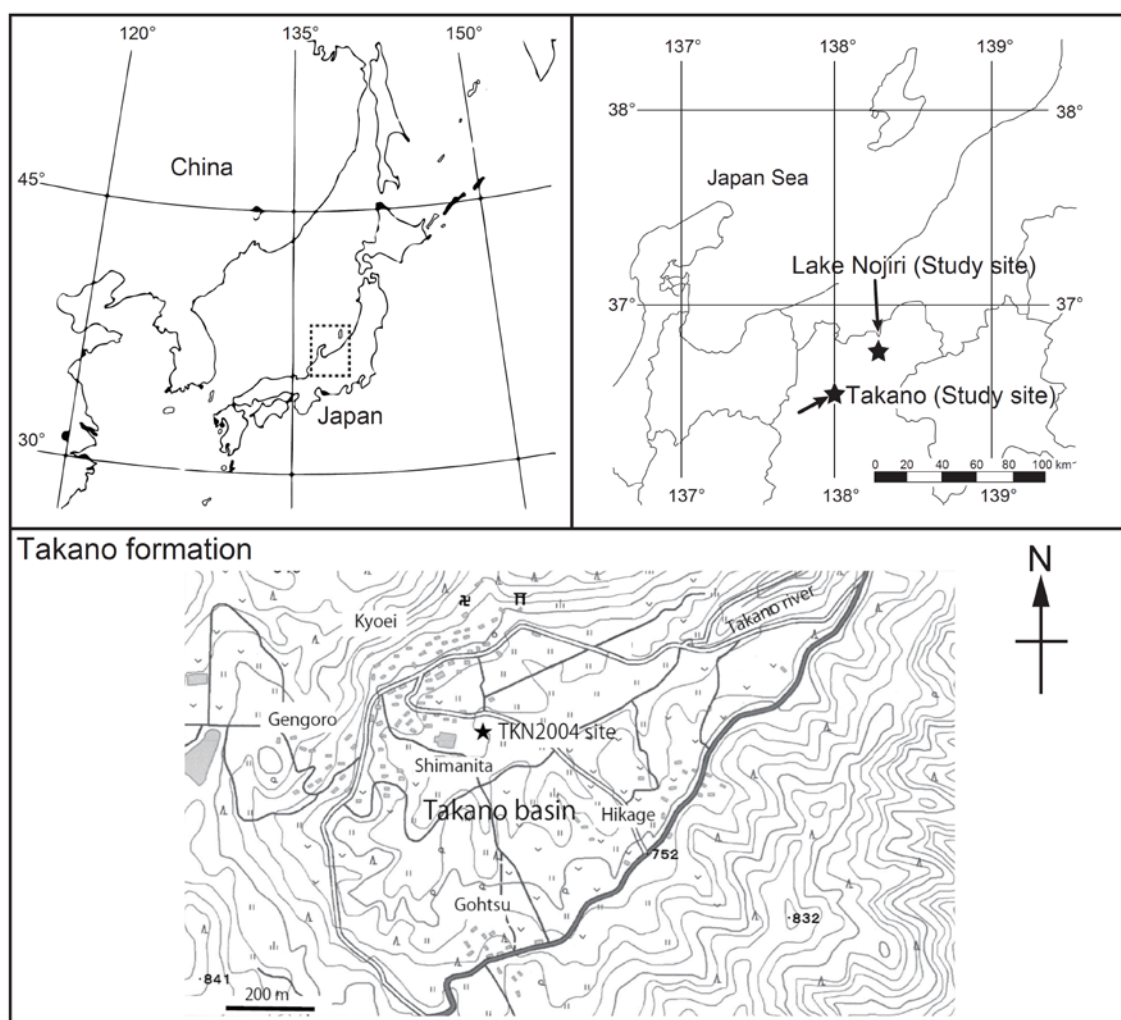 120°
135°
150°
45°
China
30°
Japan
137°
138°
139°
38°
38°
Japan Sea
Lake Nojiri (Study site)
37°
37°
Takano (Study site)
0 20 40 60 80 100 km
137°
138°
139°
Takano formation
N
Kyoei
卍
Takano river
Gengoro
★ TKN2004 site
Shimanita
Takano basin
Hikage
·752
Gohtsu
·832
·841
200 m